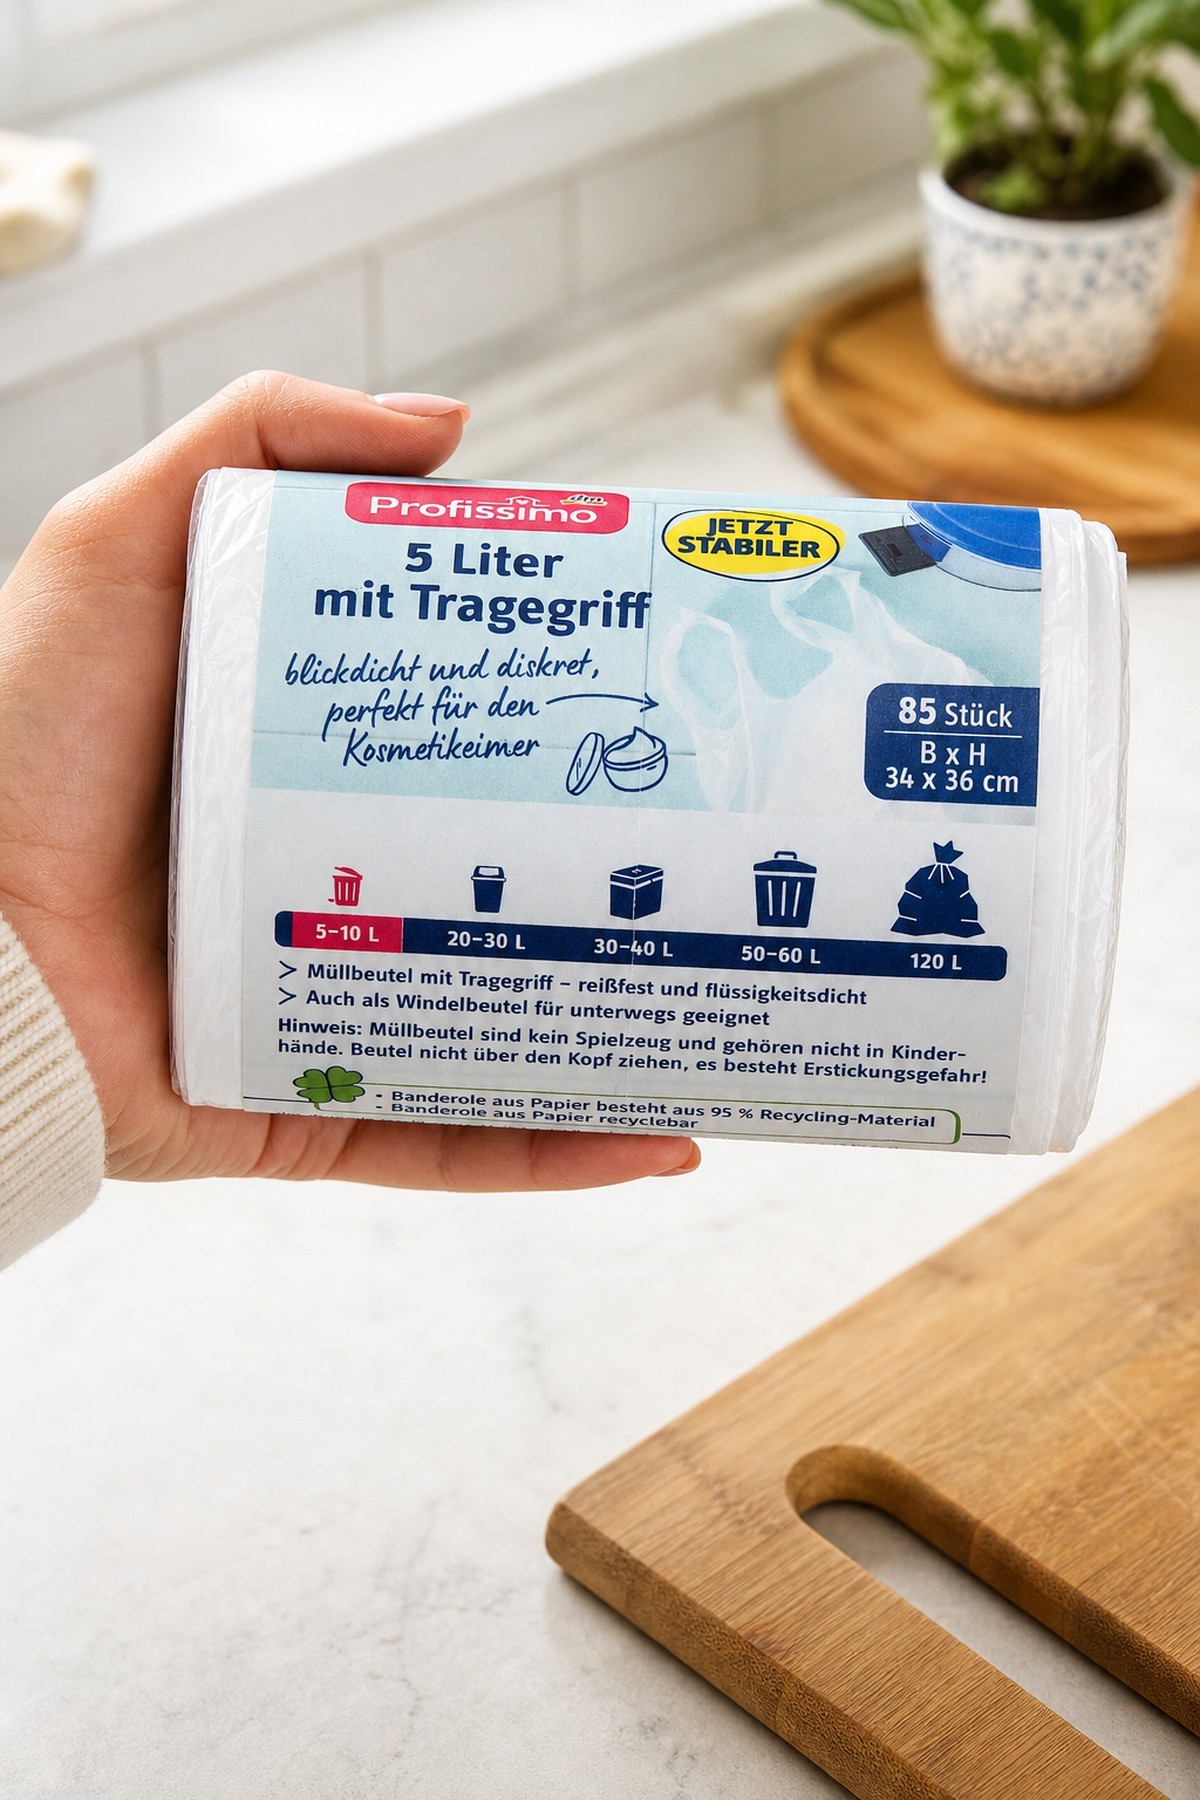 Profissimo
dm
5 Liter
mit Tragegriff
JETZT
STABILER
blickdicht und diskret,
perfekt für den
Kosmetikeimer
85 Stück
B x H
34 x 36 cm
5–10 L
20–30 L
30–40 L
50–60 L
120 L
Müllbeutel mit Tragegriff – reißfest und flüssigkeitsdicht
Auch als Windelbeutel für unterwegs geeignet
Hinweis: Müllbeutel sind kein Spielzeug und gehören nicht in Kinder-
hände. Beutel nicht über den Kopf ziehen, es besteht Erstickungsgefahr!
• Banderole aus Papier besteht aus 95 % Recycling-Material
- Banderole aus Papier recyclebar